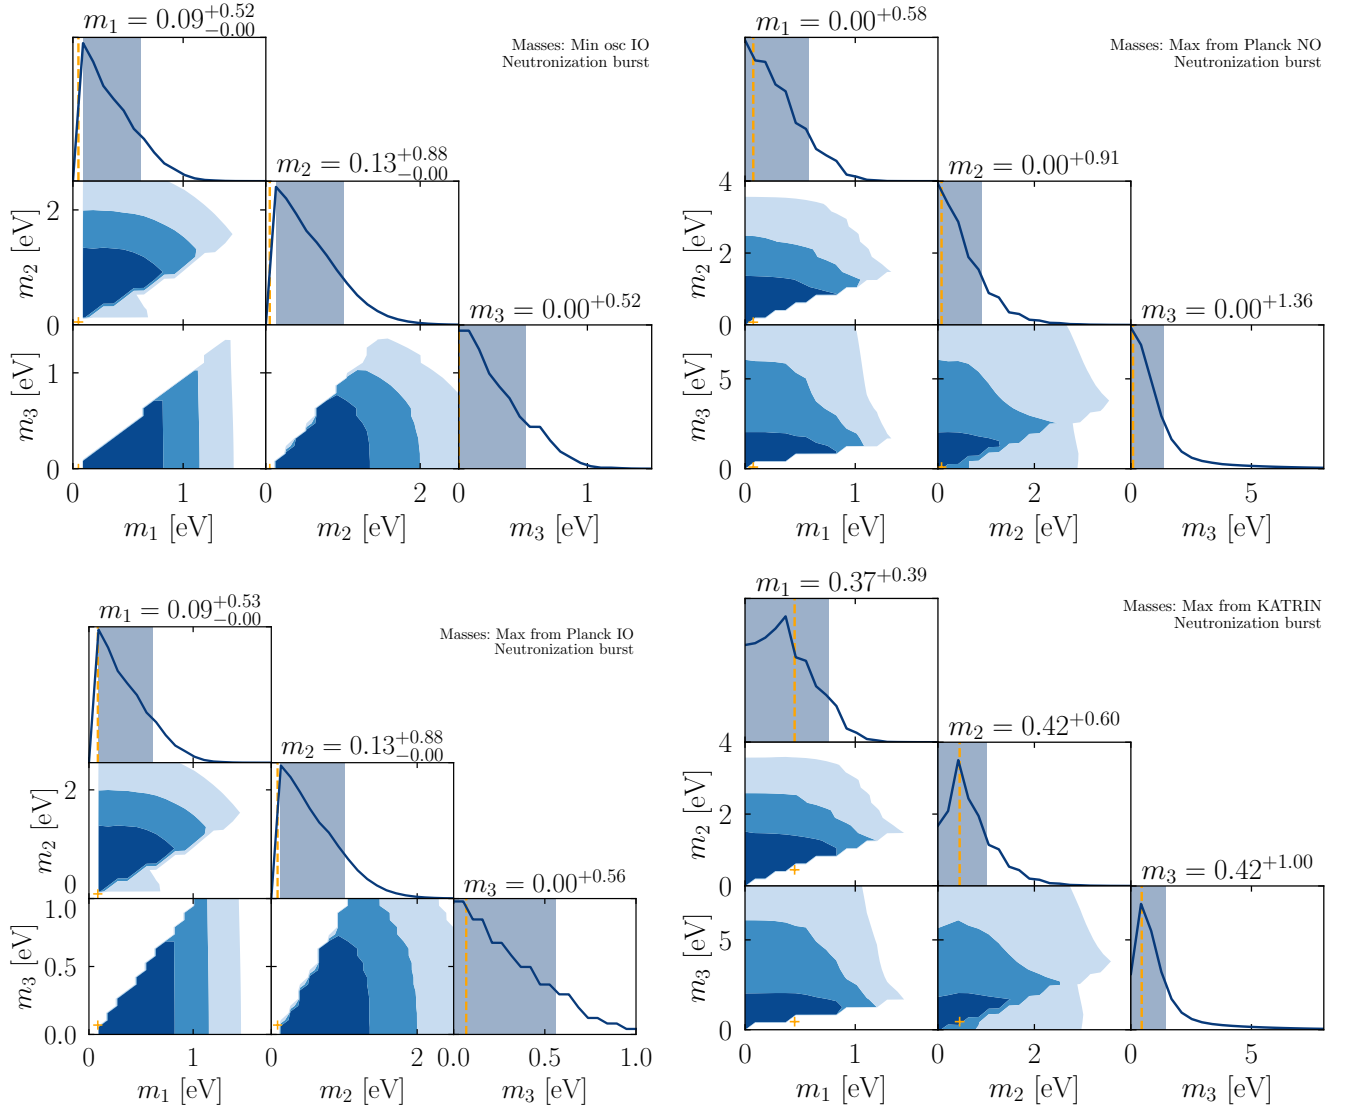 m₁ = 0.09⁺⁰·⁵²₋₀.₀₀
Masses: Min osc IO
Neutronization burst
m₂ = 0.13⁺⁰·⁸⁸₋₀.₀₀
m₂ [eV]
2
0
m₃ = 0.00⁺⁰·⁵²
m₃ [eV]
1
0
0 1 0 2 0 1
m₁ [eV] m₂ [eV] m₃ [eV]
m₁ = 0.00⁺⁰·⁵⁸
Masses: Max from Planck NO
Neutronization burst
m₂ = 0.00⁺⁰·⁹¹
m₂ [eV]
4
2
0
m₃ = 0.00⁺¹·³⁶
m₃ [eV]
5
0
0 1 0 2 0 5
m₁ [eV] m₂ [eV] m₃ [eV]
m₁ = 0.09⁺⁰·⁵³₋₀.₀₀
Masses: Max from Planck IO
Neutronization burst
m₂ = 0.13⁺⁰·⁸⁸₋₀.₀₀
m₂ [eV]
2
0
m₃ = 0.00⁺⁰·⁵⁶
m₃ [eV]
1.0
0.5
0.0
0 1 0 2 0.0 0.5 1.0
m₁ [eV] m₂ [eV] m₃ [eV]
m₁ = 0.37⁺⁰·³⁹
Masses: Max from KATRIN
Neutronization burst
m₂ = 0.42⁺⁰·⁶⁰
m₂ [eV]
4
2
0
m₃ = 0.42⁺¹·⁰⁰
m₃ [eV]
5
0
0 1 0 2 0 5
m₁ [eV] m₂ [eV] m₃ [eV]